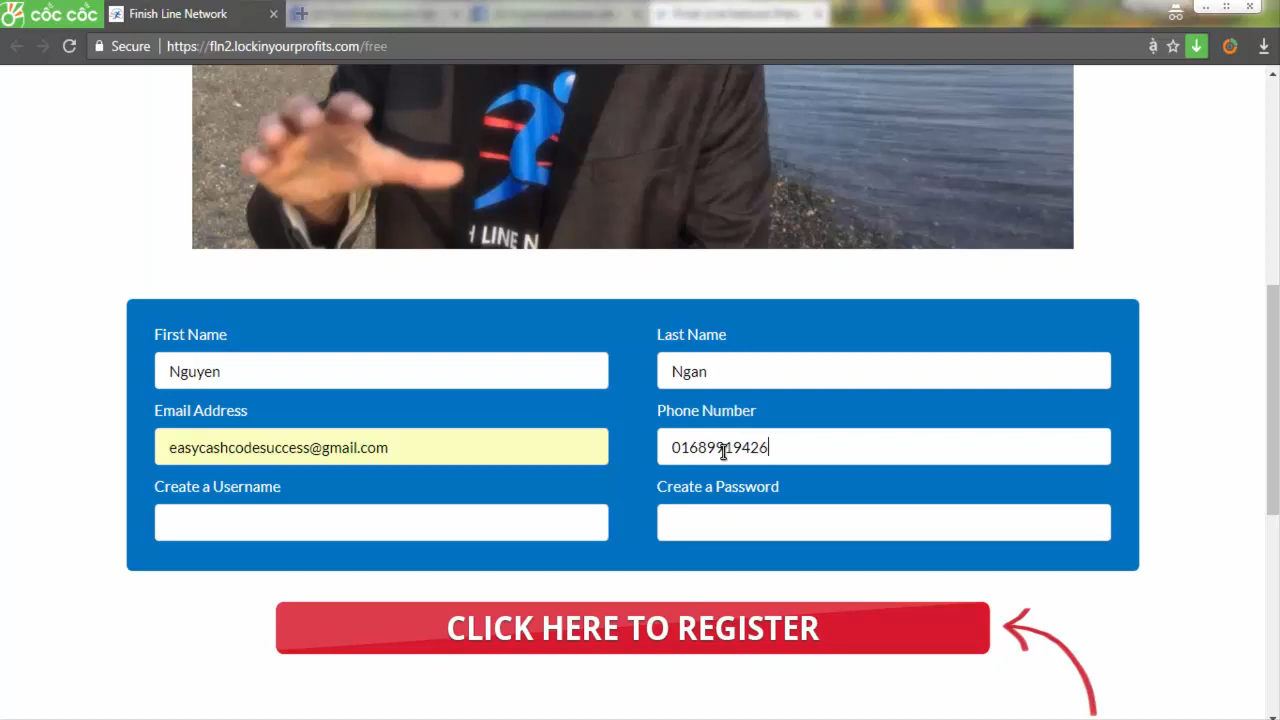 cốc cốc
Finish Line Network
Secure
https://fln2.lockinyourprofits.com/free
H LINE N
First Name
Last Name
Nguyen
Ngan
Email Address
Phone Number
easycashcodesuccess@gmail.com
01689919426
Create a Username
Create a Password
CLICK HERE TO REGISTER